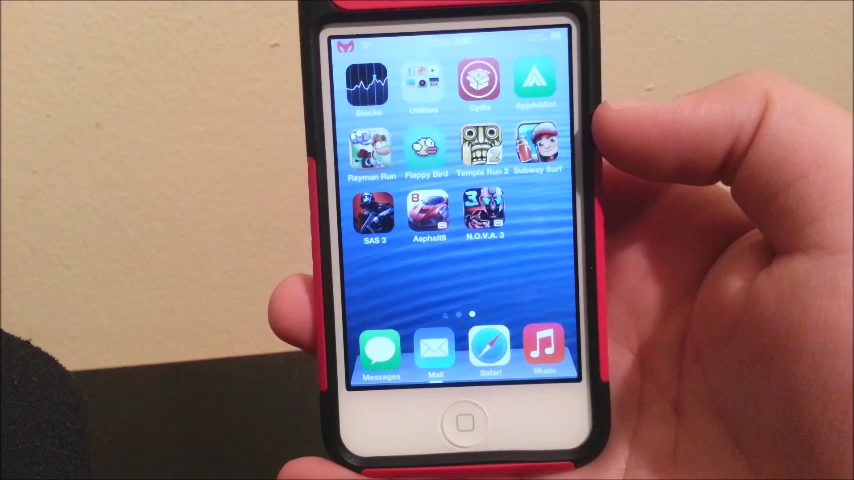 Stocks Utilities Cydia AppAddict
Rayman Run Flappy Bird Temple Run 2 Subway Surf
SAS 3 Asphalt8 N.O.V.A. 3
Messages Mail Safari Music